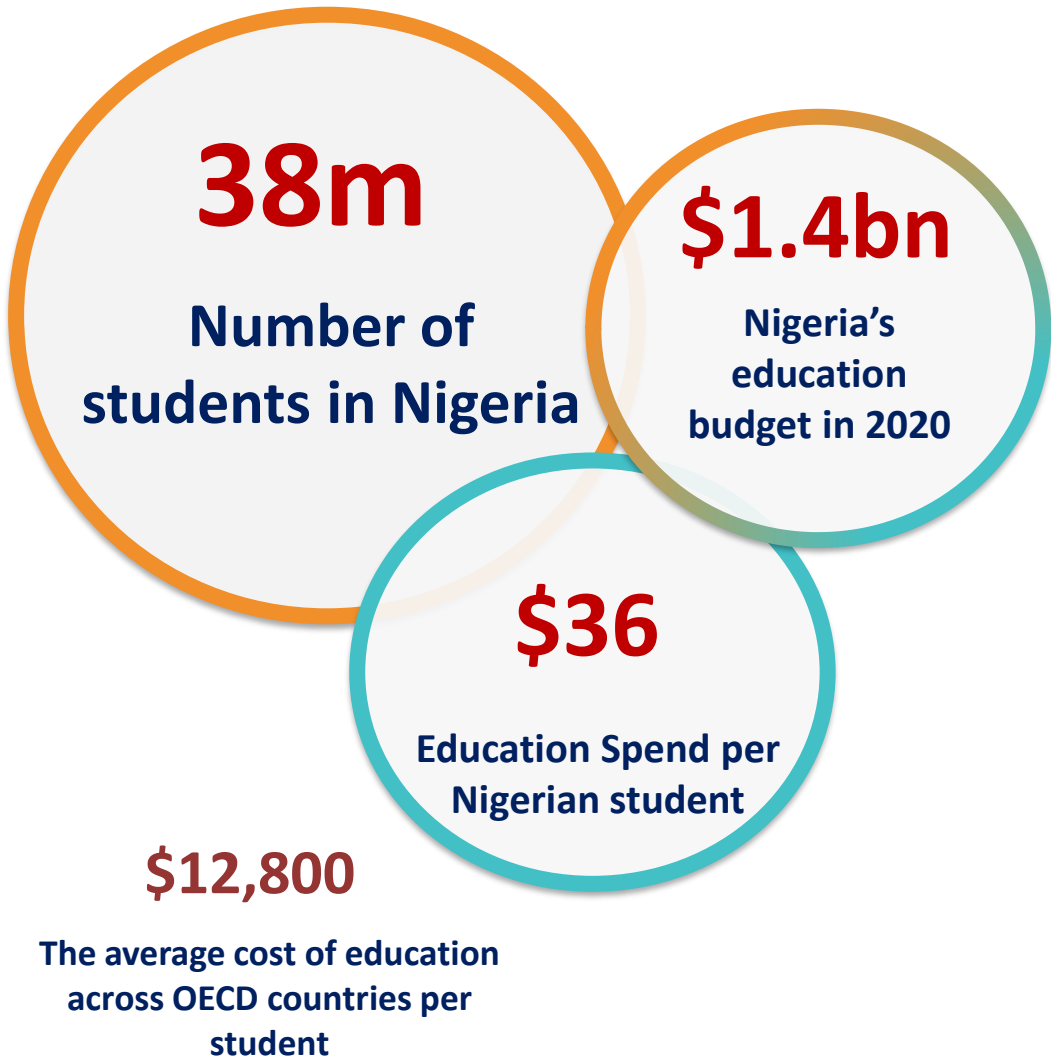 38m
Number of
students in Nigeria
$1.4bn
Nigeria’s
education
budget in 2020
$36
Education Spend per
Nigerian student
$12,800
The average cost of education
across OECD countries per
student